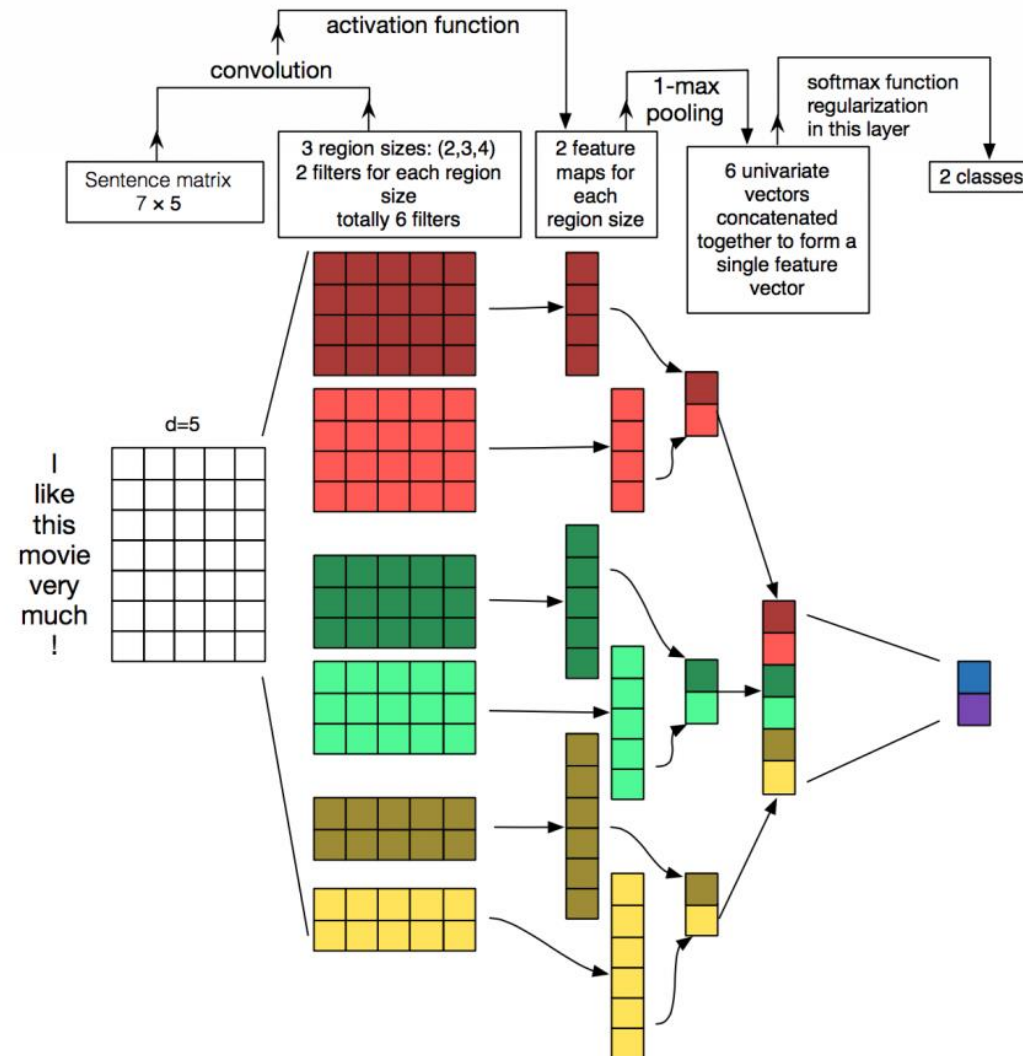 activation function
convolution
1-max
pooling
softmax function
regularization
in this layer
Sentence matrix
7 × 5
3 region sizes: (2,3,4)
2 filters for each region
size
totally 6 filters
2 feature
maps for
each
region size
6 univariate
vectors
concatenated
together to form a
single feature
vector
2 classes
d=5
I
like
this
movie
very
much
!